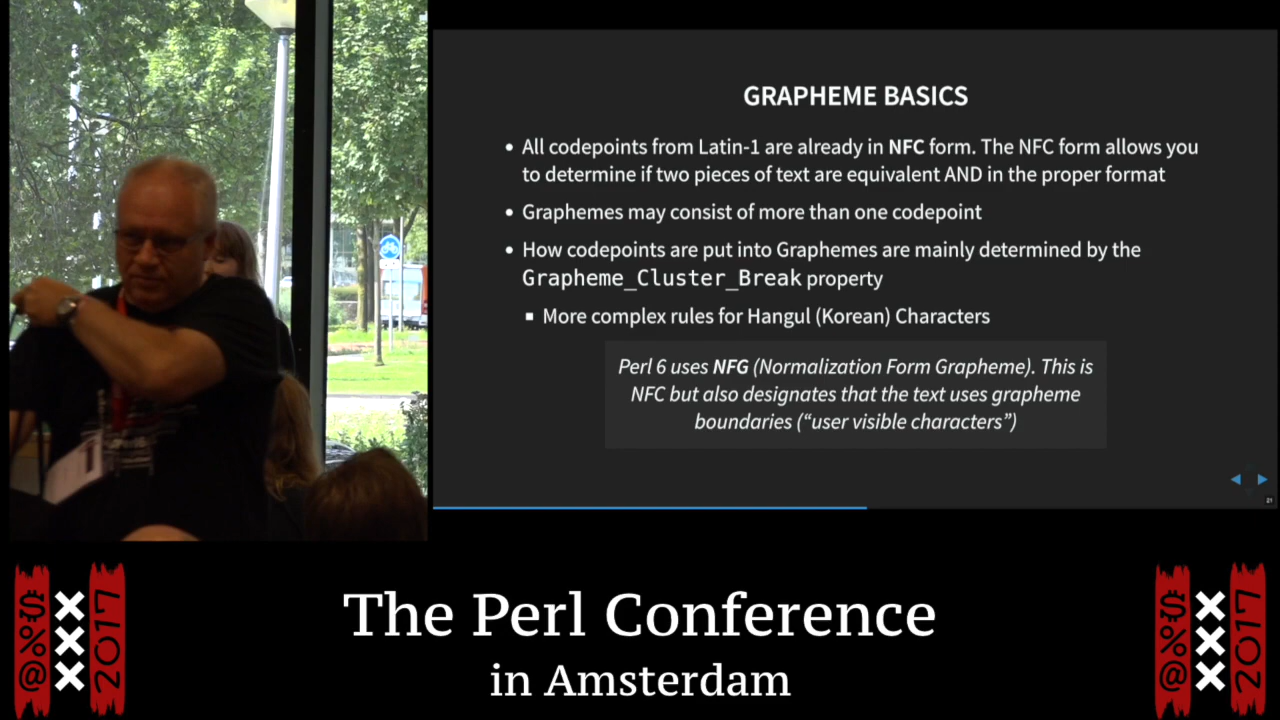 GRAPHEME BASICS
• All codepoints from Latin-1 are already in NFC form. The NFC form allows you
to determine if two pieces of text are equivalent AND in the proper format
• Graphemes may consist of more than one codepoint
• How codepoints are put into Graphemes are mainly determined by the
Grapheme_Cluster_Break property
▪ More complex rules for Hangul (Korean) Characters
Perl 6 uses NFG (Normalization Form Grapheme). This is
NFC but also designates that the text uses grapheme
boundaries (“user visible characters”)
21
The Perl Conference
in Amsterdam
$%@
XXX
2017
$%@
XXX
2017